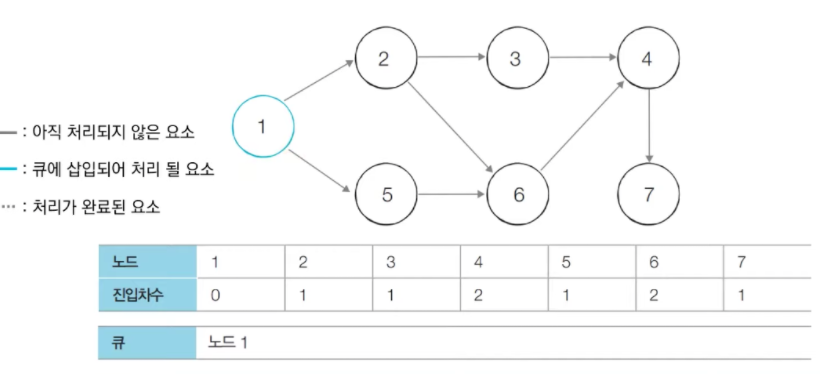 2 3 4
1
: 아직 처리되지 않은 요소
: 큐에 삽입되어 처리 될 요소
5 6 7
: 처리가 완료된 요소
노드 1 2 3 4 5 6 7
진입차수 0 1 1 2 1 2 1
큐 노드 1